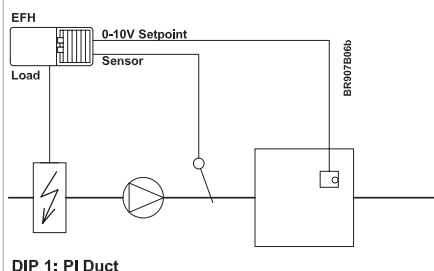 EFH
0-10V Setpoint
Sensor
Load
BR907B06b
DIP 1: PI Duct